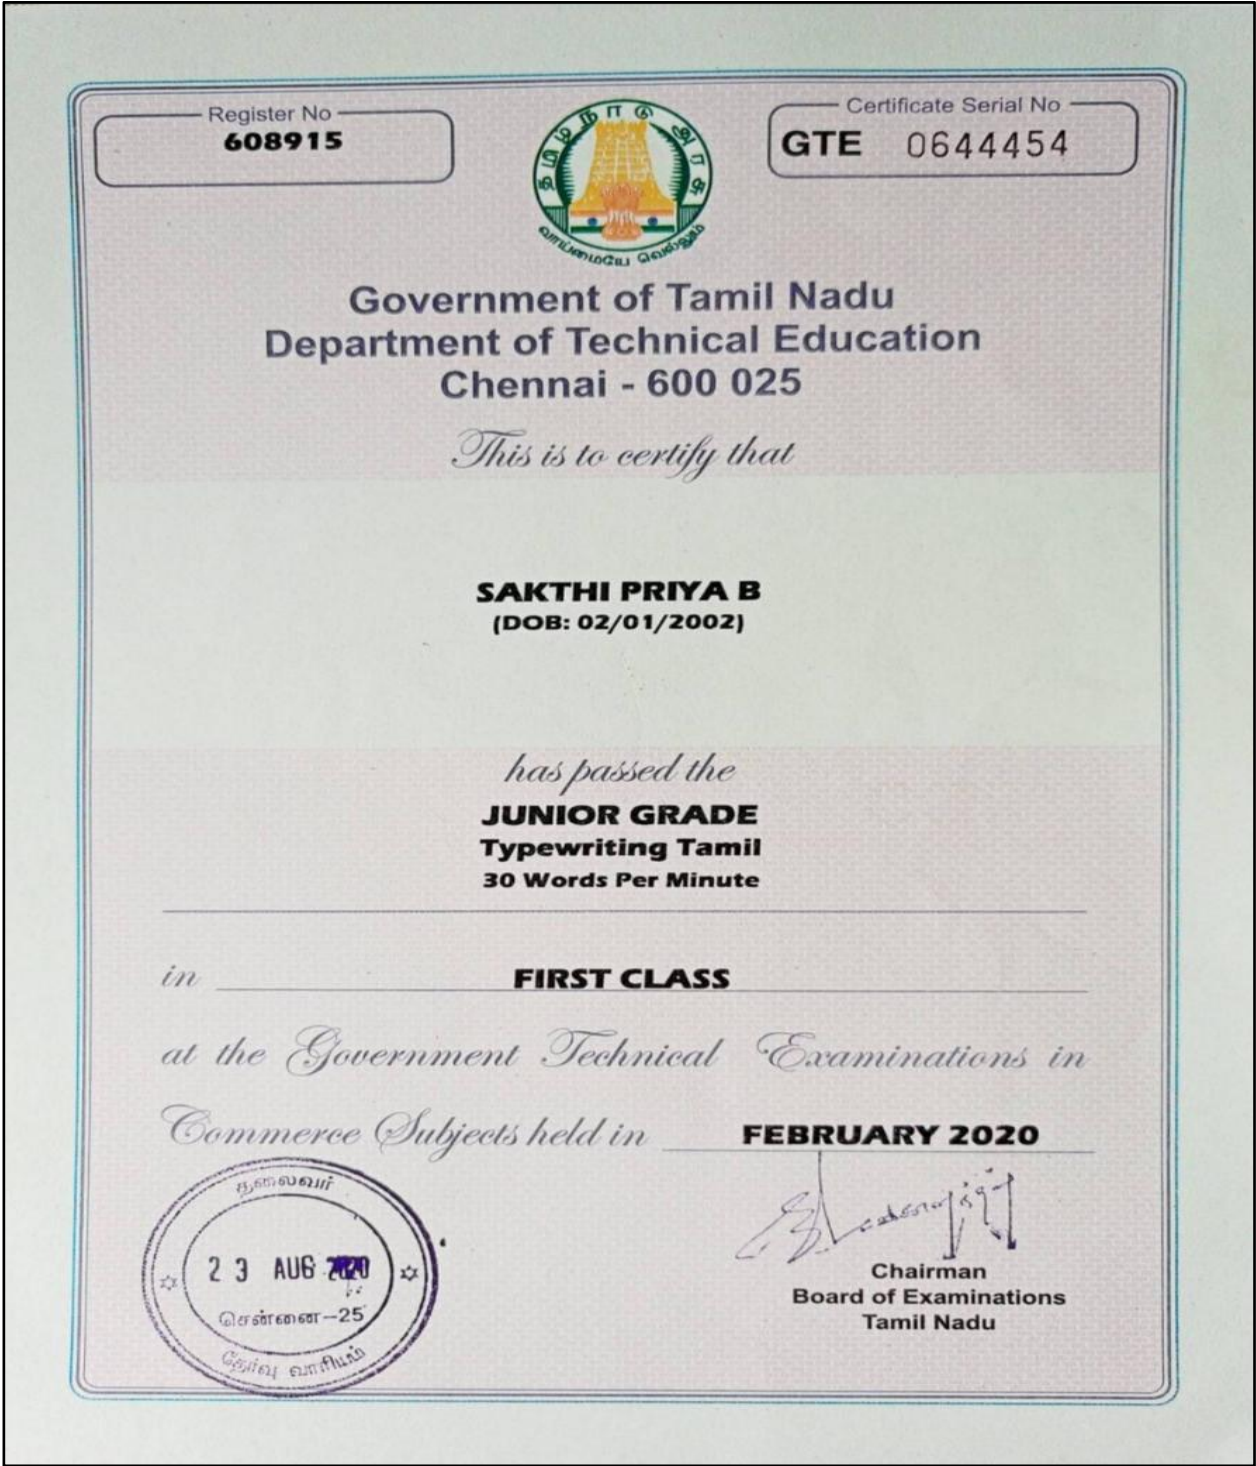 Register No
608915
தமிழ்நாடு அரசு
வாய்மையே வெல்லும்
Certificate Serial No
GTE 0644454
Government of Tamil Nadu
Department of Technical Education
Chennai - 600 025
This is to certify that
SAKTHI PRIYA B
(DOB: 02/01/2002)
has passed the
JUNIOR GRADE
Typewriting Tamil
30 Words Per Minute
in FIRST CLASS
at the Government Technical Examinations in
Commerce Subjects held in FEBRUARY 2020
தலைவர்
23 AUG 2020
சென்னை-25
தேர்வு வாரியம்
Chairman
Board of Examinations
Tamil Nadu